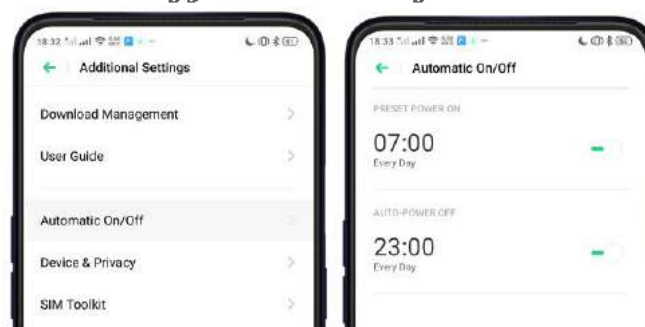 18:32
Additional Settings
Download Management
User Guide
Automatic On/Off
Device & Privacy
SIM Toolkit
18:33
Automatic On/Off
PRESET POWER ON
07:00
Every Day
AUTO-POWER OFF
23:00
Every Day